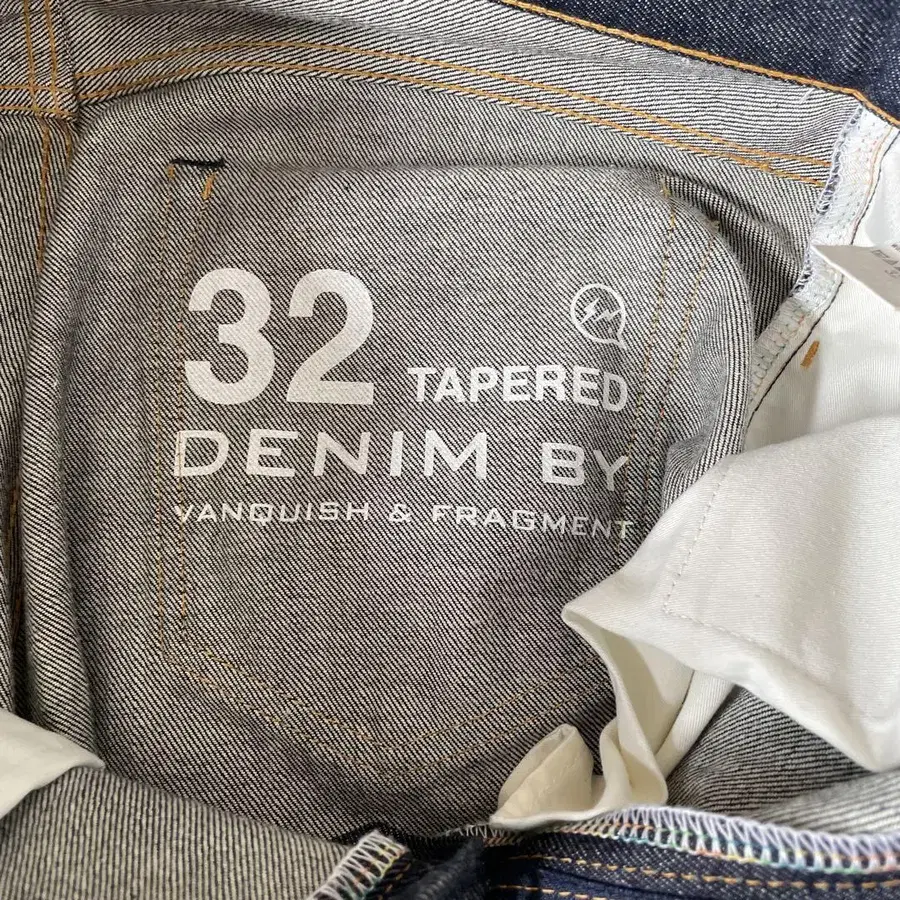 32 TAPERED
DENIM BY
VANQUISH & FRAGMENT